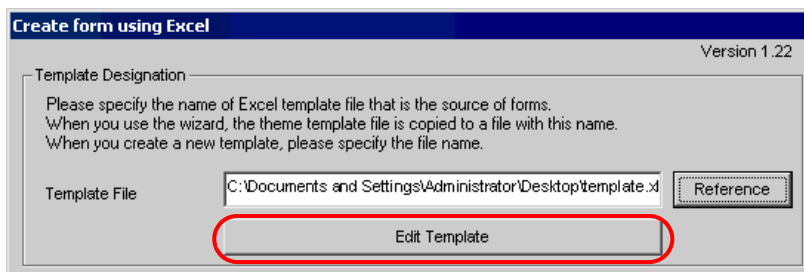 Create form using Excel
Version 1.22
Template Designation
Please specify the name of Excel template file that is the source of forms.
When you use the wizard, the theme template file is copied to a file with this name.
When you create a new template, please specify the file name.
Template File C:\Documents and Settings\Administrator\Desktop\template.xl Reference
Edit Template